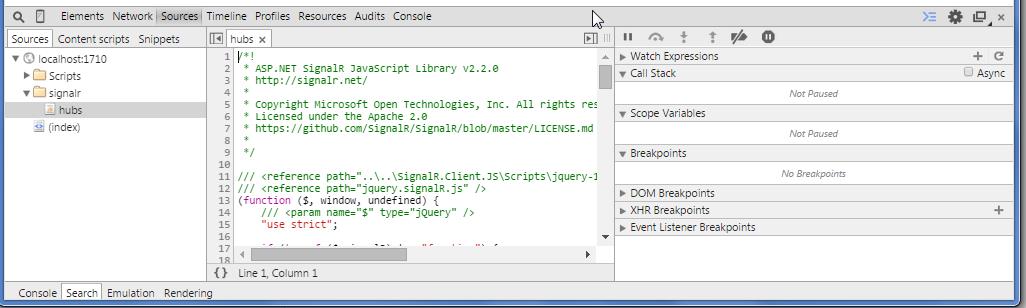 Elements Network Sources Timeline Profiles Resources Audits Console
Sources Content scripts Snippets
localhost:1710
Scripts
signalr
hubs
(index)
hubs ×
1 /*!
2 * ASP.NET SignalR JavaScript Library v2.2.0
3 * http://signalr.net/
4 *
5 * Copyright Microsoft Open Technologies, Inc. All rights res
6 * Licensed under the Apache 2.0
7 * https://github.com/SignalR/SignalR/blob/master/LICENSE.md
8 *
9 */
10
11 /// <reference path="..\..\SignalR.Client.JS\Scripts\jquery-1
12 /// <reference path="jquery.signalR.js" />
13 (function ($, window, undefined) {
14 /// <param name="$" type="jQuery" />
15 "use strict";
16
17
18
{} Line 1, Column 1
Watch Expressions
Call Stack Async
Not Paused
Scope Variables
Not Paused
Breakpoints
No Breakpoints
DOM Breakpoints
XHR Breakpoints
Event Listener Breakpoints
Console Search Emulation Rendering